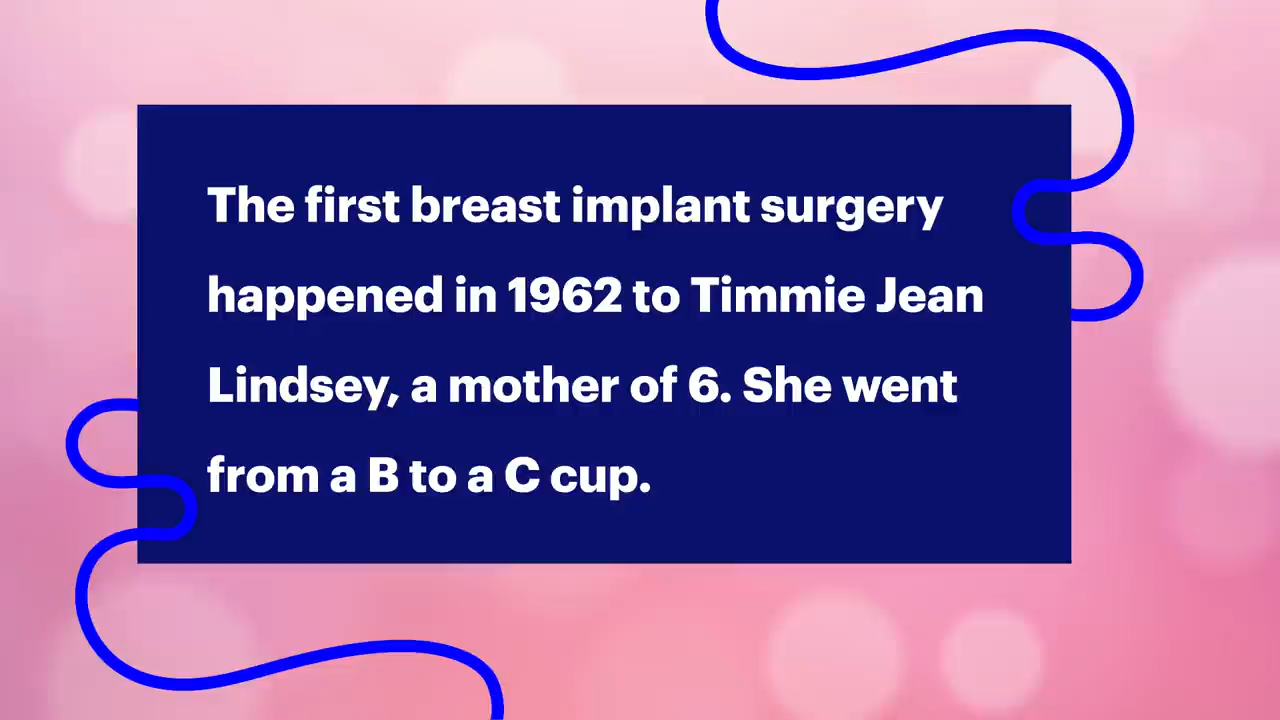 The first breast implant surgery
happened in 1962 to Timmie Jean
Lindsey, a mother of 6. She went
from a B to a C cup.